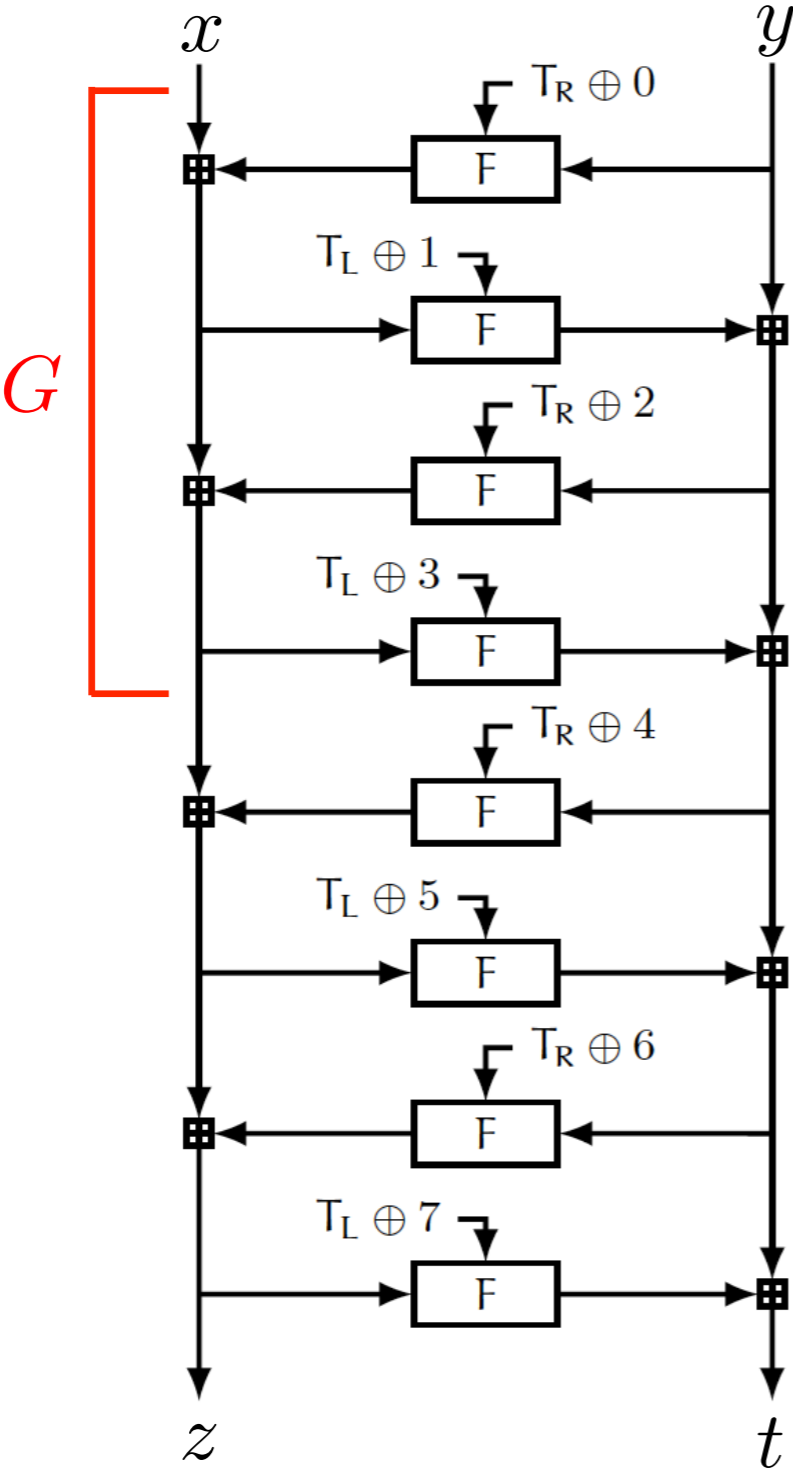 x y
T_R ⊕ 0
F
T_L ⊕ 1
F
G
T_R ⊕ 2
F
T_L ⊕ 3
F
T_R ⊕ 4
F
T_L ⊕ 5
F
T_R ⊕ 6
F
T_L ⊕ 7
F
z t